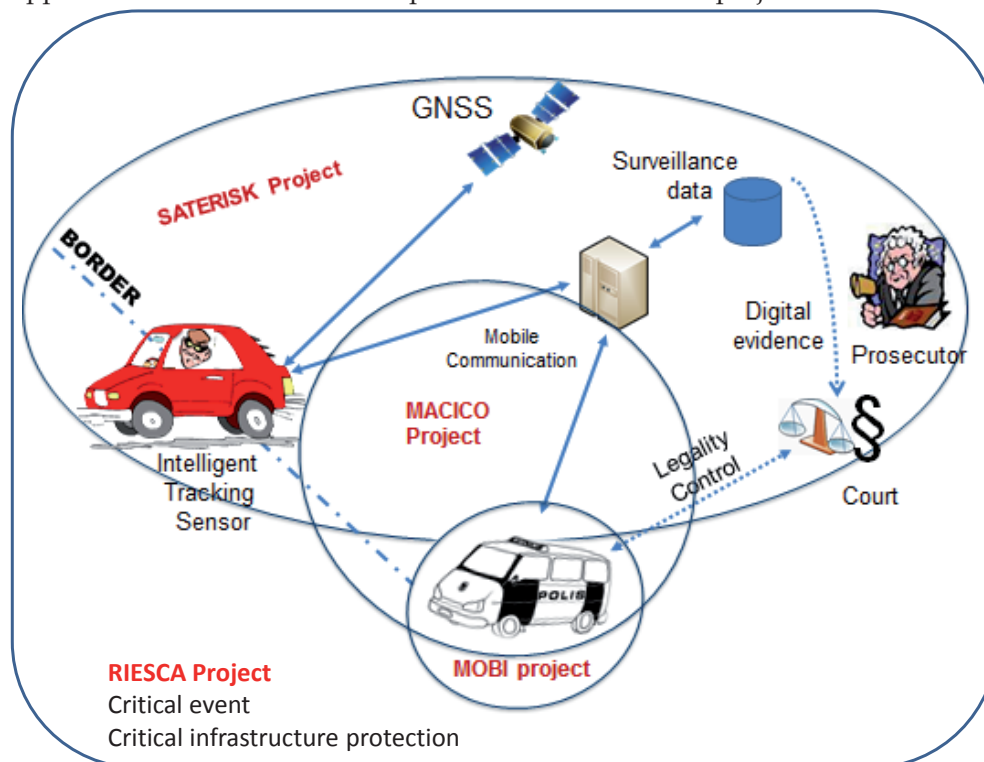 GNSS
SATERISK Project
Surveillance
data
BORDER
Digital
evidence
Prosecutor
Mobile
Communication
MACICO
Project
Intelligent
Tracking
Sensor
Legality
Control
§
Court
POLIS
MOBI project
RIESCA Project
Critical event
Critical infrastructure protection